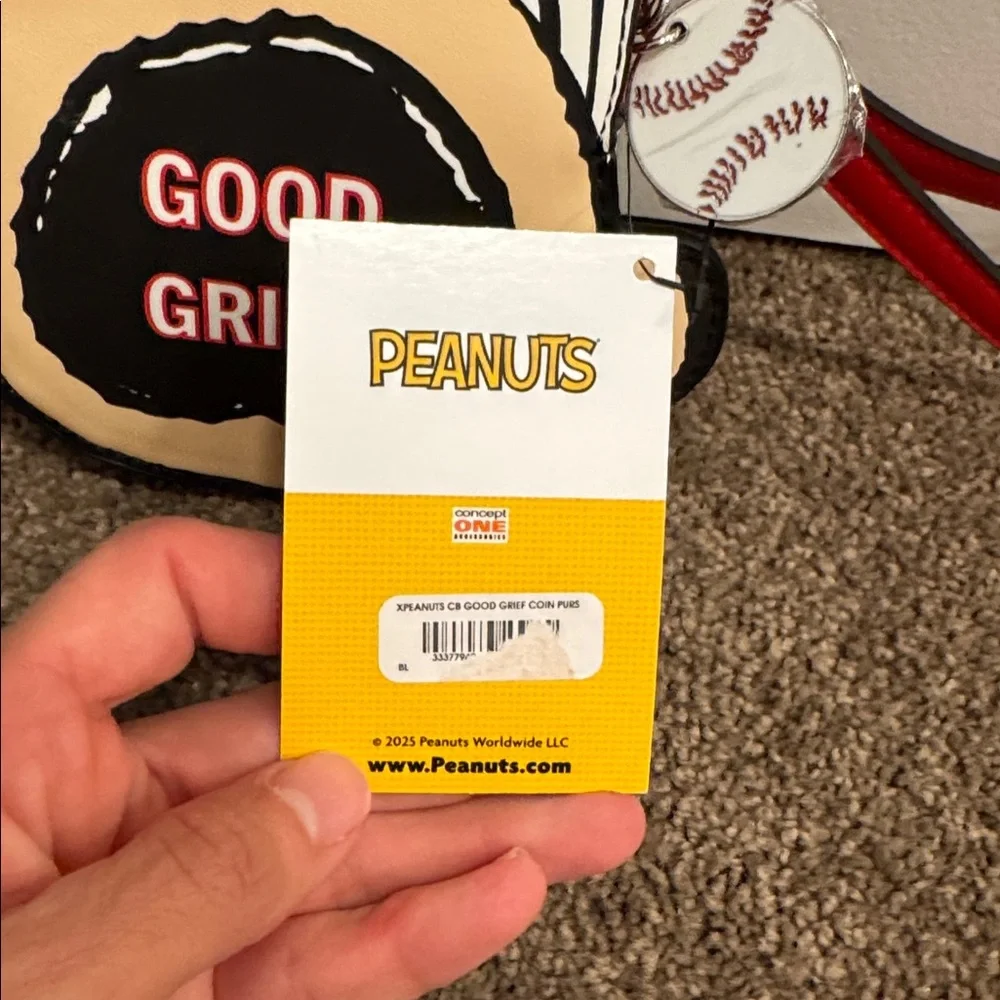 GOOD
GRI
PEANUTS
concept
ONE
ACCESSORIES
XPEANUTS CB GOOD GRIEF COIN PURS
BL
© 2025 Peanuts Worldwide LLC
www.Peanuts.com